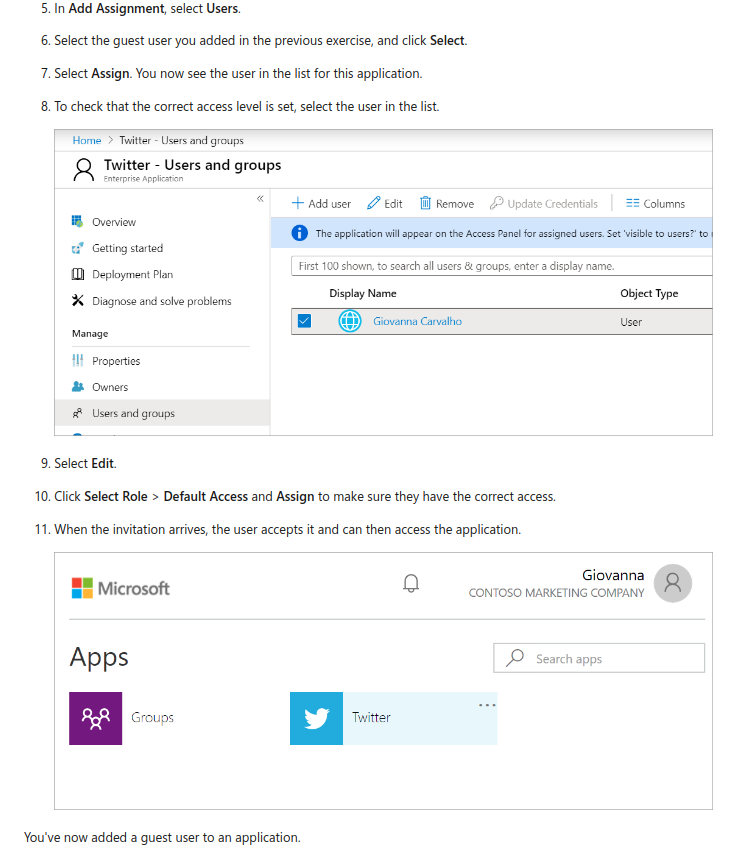 5. In Add Assignment, select Users.
6. Select the guest user you added in the previous exercise, and click Select.
7. Select Assign. You now see the user in the list for this application.
8. To check that the correct access level is set, select the user in the list.
Home > Twitter - Users and groups
Twitter - Users and groups
Enterprise Application
«
+ Add user Edit Remove Update Credentials Columns
Overview
Getting started
Deployment Plan
Diagnose and solve problems
Manage
Properties
Owners
Users and groups
The application will appear on the Access Panel for assigned users. Set 'visible to users?' to
First 100 shown, to search all users & groups, enter a display name.
Display Name Object Type
Giovanna Carvalho User
9. Select Edit.
10. Click Select Role > Default Access and Assign to make sure they have the correct access.
11. When the invitation arrives, the user accepts it and can then access the application.
Microsoft
Giovanna
CONTOSO MARKETING COMPANY
Apps
Search apps
Groups
Twitter
...
You've now added a guest user to an application.